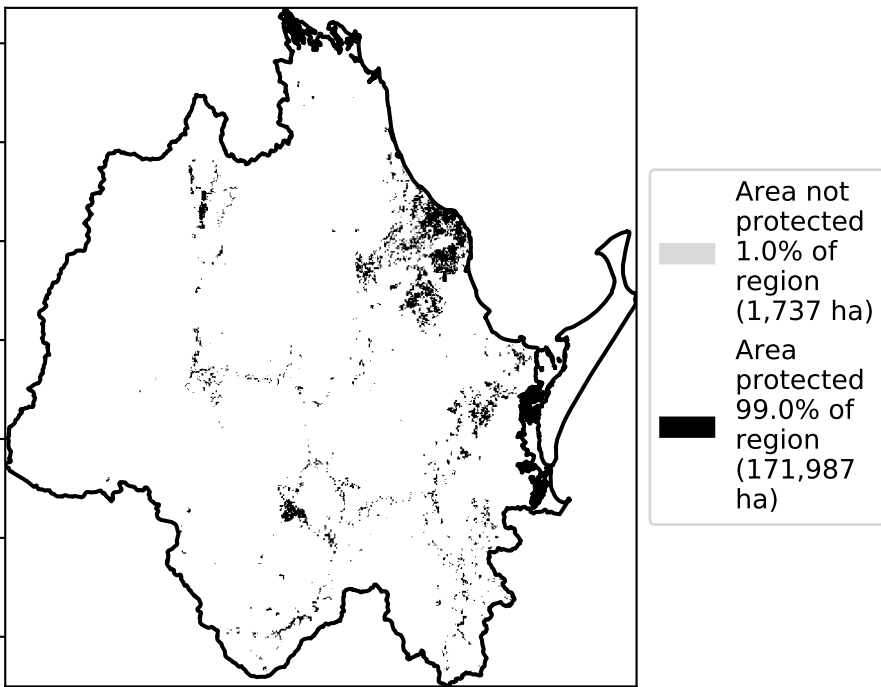 Area not
protected
1.0% of
region
(1,737 ha)
Area
protected
99.0% of
region
(171,987
ha)